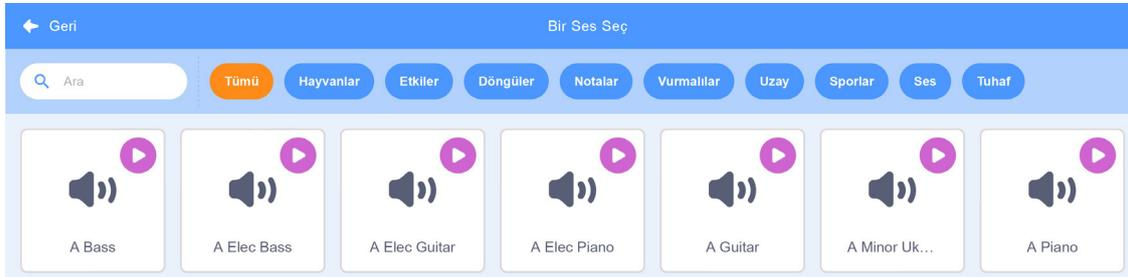 Geri
Bir Ses Seç
Ara
Tümü
Hayvanlar
Etkiler
Döngüler
Notalar
Vurmalılar
Uzay
Sporlar
Ses
Tuhaf
A Bass
A Elec Bass
A Elec Guitar
A Elec Piano
A Guitar
A Minor Uk...
A Piano